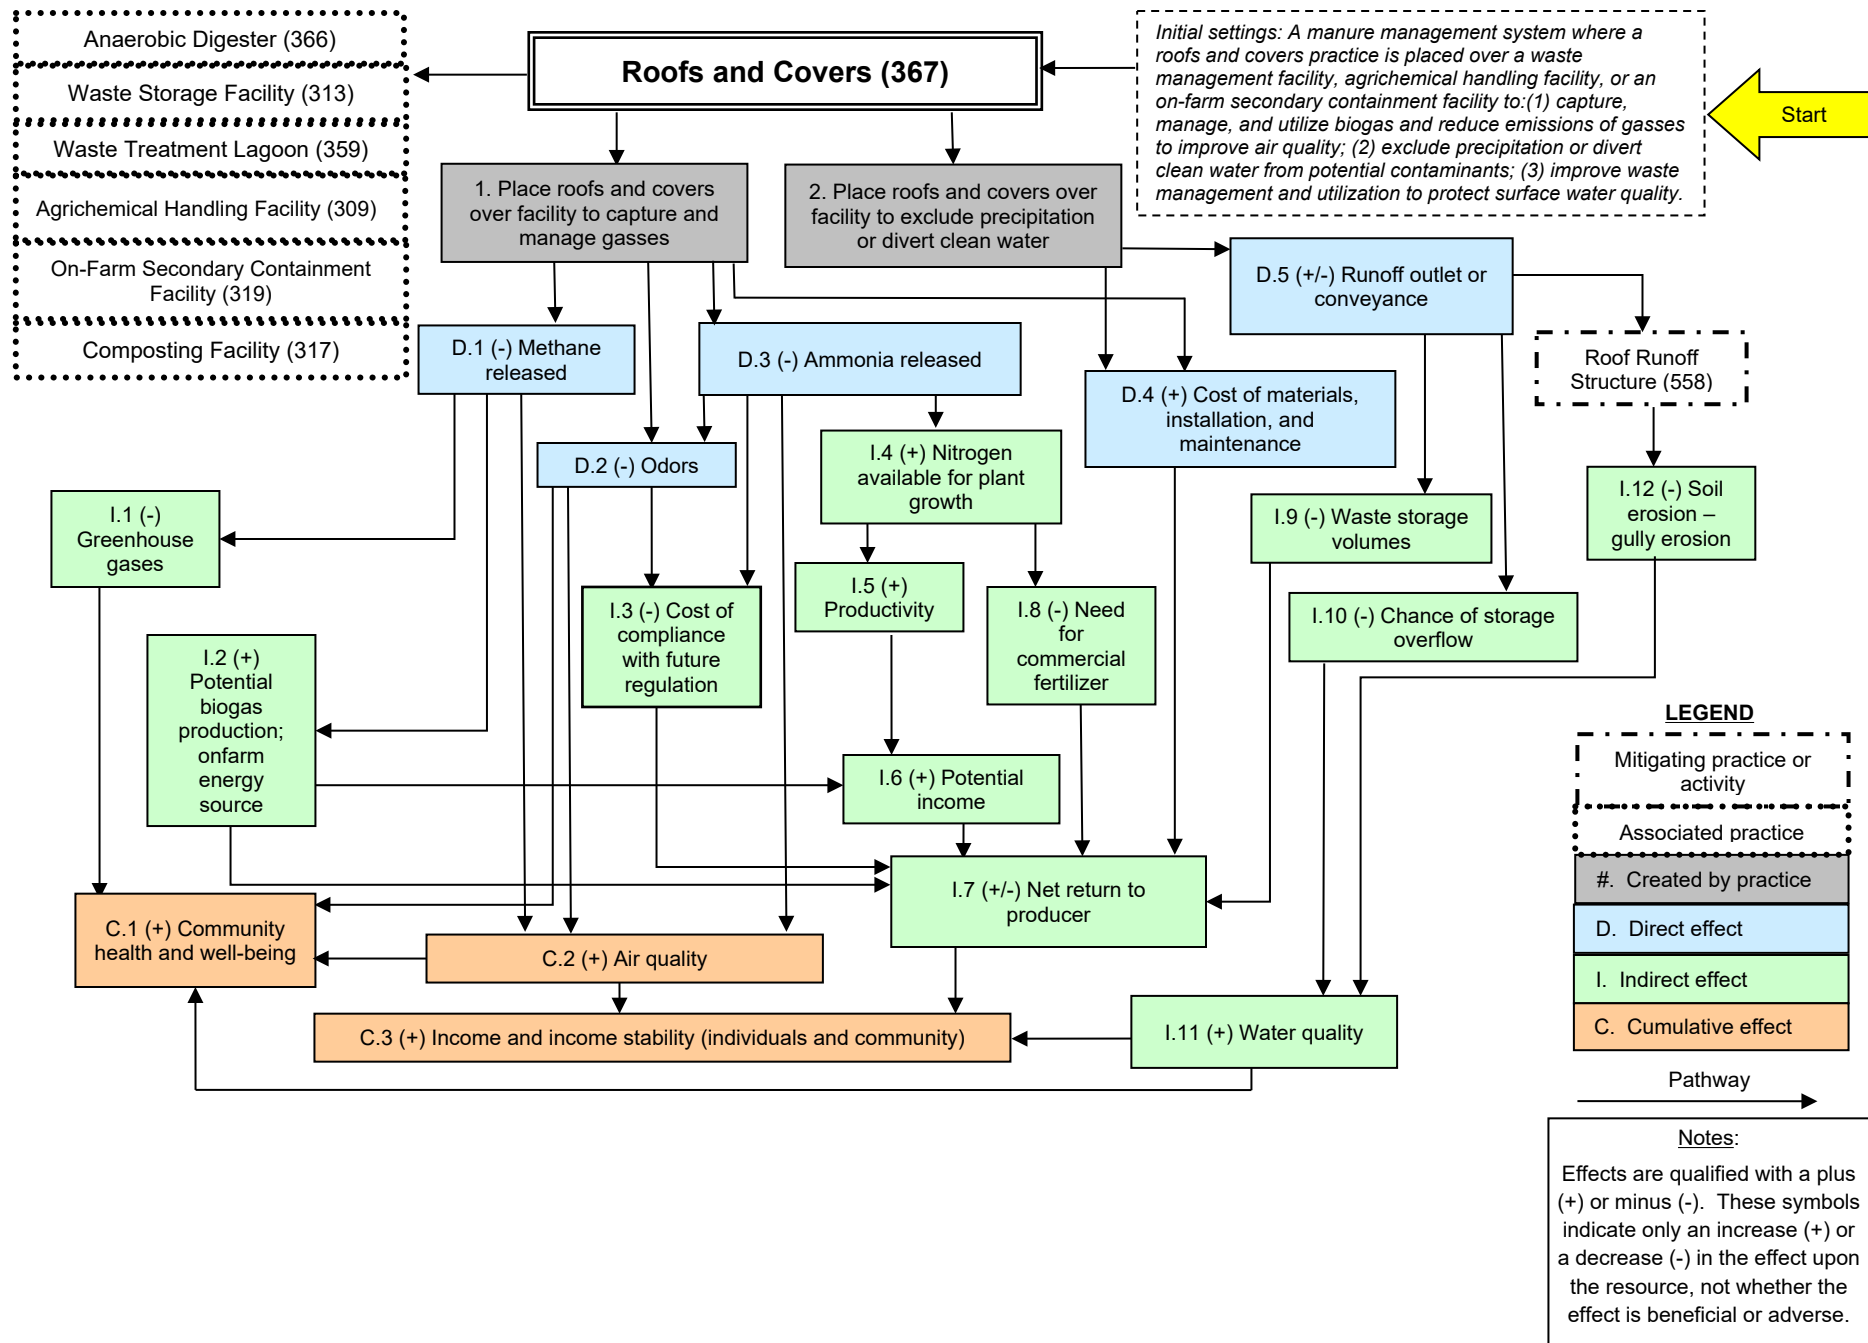 Anaerobic Digester (366)
Waste Storage Facility (313)
Waste Treatment Lagoon (359)
Agrichemical Handling Facility (309)
On-Farm Secondary Containment
Facility (319)
Composting Facility (317)
Roofs and Covers (367)
Initial settings: A manure management system where a
roofs and covers practice is placed over a waste
management facility, agrichemical handling facility, or an
on-farm secondary containment facility to:(1) capture,
manage, and utilize biogas and reduce emissions of gasses
to improve air quality; (2) exclude precipitation or divert
clean water from potential contaminants; (3) improve waste
management and utilization to protect surface water quality.
Start
1. Place roofs and covers
over facility to capture and
manage gasses
2. Place roofs and covers over
facility to exclude precipitation
or divert clean water
D.5 (+/-) Runoff outlet or
conveyance
D.1 (-) Methane
released
D.3 (-) Ammonia released
D.4 (+) Cost of materials,
installation, and
maintenance
Roof Runoff
Structure (558)
D.2 (-) Odors
I.4 (+) Nitrogen
available for plant
growth
I.1 (-)
Greenhouse
gases
I.9 (-) Waste storage
volumes
I.12 (-) Soil
erosion –
gully erosion
I.3 (-) Cost of
compliance
with future
regulation
I.5 (+)
Productivity
I.8 (-) Need
for
commercial
fertilizer
I.10 (-) Chance of storage
overflow
I.2 (+)
Potential
biogas
production;
onfarm
energy
source
I.6 (+) Potential
income
I.7 (+/-) Net return to
producer
C.1 (+) Community
health and well-being
C.2 (+) Air quality
C.3 (+) Income and income stability (individuals and community)
I.11 (+) Water quality
LEGEND
Mitigating practice or
activity
Associated practice
#. Created by practice
D. Direct effect
I. Indirect effect
C. Cumulative effect
Pathway
Notes:
Effects are qualified with a plus
(+) or minus (-). These symbols
indicate only an increase (+) or
a decrease (-) in the effect upon
the resource, not whether the
effect is beneficial or adverse.